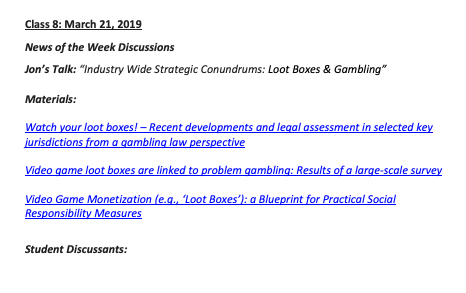 Class 8: March 21, 2019
News of the Week Discussions
Jon's Talk: "Industry Wide Strategic Conundrums: Loot Boxes & Gambling"
Materials:
Watch your loot boxes! – Recent developments and legal assessment in selected key
jurisdictions from a gambling law perspective
Video game loot boxes are linked to problem gambling: Results of a large-scale survey
Video Game Monetization (e.g., 'Loot Boxes'): a Blueprint for Practical Social
Responsibility Measures
Student Discussants: